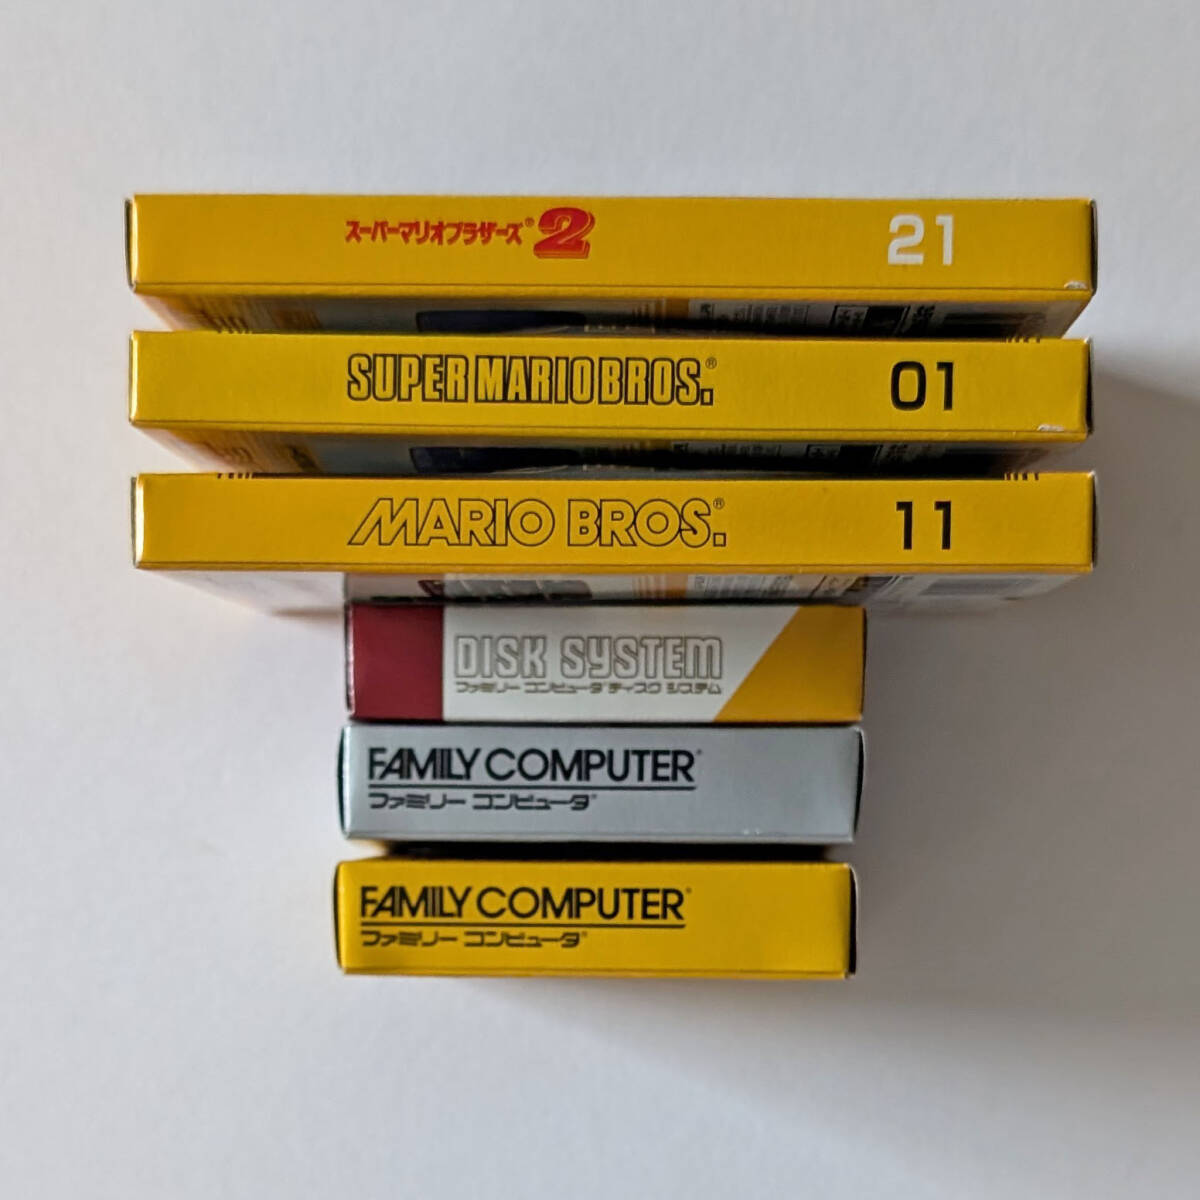 スーパーマリオブラザーズ® 2 21
SUPER MARIO BROS.® 01
MARIO BROS.® 11
DISK SYSTEM
ファミリー コンピュータ ディスク システム
FAMILY COMPUTER
ファミリー コンピュータ
FAMILY COMPUTER
ファミリー コンピュータ